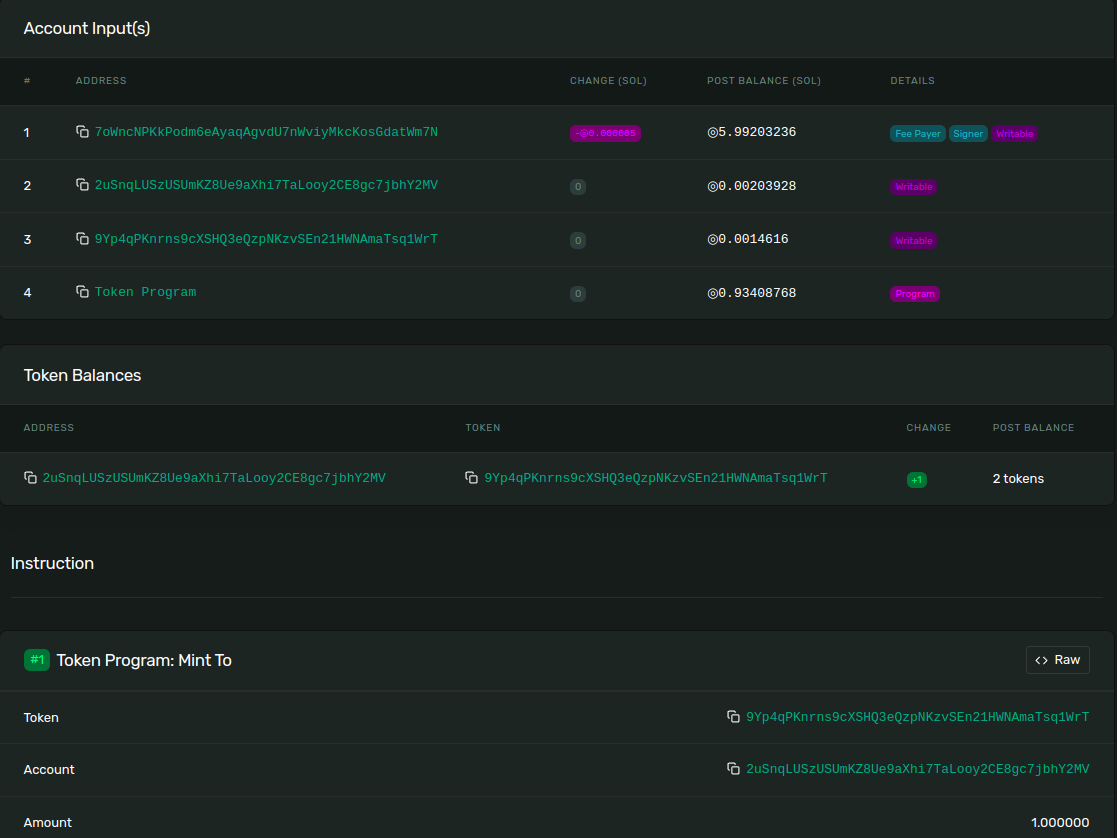 Account Input(s)
# ADDRESS CHANGE (SOL) POST BALANCE (SOL) DETAILS
1 7oWncNPKkPodm6eAyaqAgvdU7nWviyMkcKosGdatWm7N -◎0.000005 ◎5.99203236 Fee Payer Signer Writable
2 2uSnqLUSzUSUmKZ8Ue9aXhi7TaLooy2CE8gc7jbhY2MV 0 ◎0.00203928 Writable
3 9Yp4qPKnrns9cXSHQ3eQzpNKzvSEn21HWNAmaTsq1WrT 0 ◎0.0014616 Writable
4 Token Program 0 ◎0.93408768 Program
Token Balances
ADDRESS TOKEN CHANGE POST BALANCE
2uSnqLUSzUSUmKZ8Ue9aXhi7TaLooy2CE8gc7jbhY2MV 9Yp4qPKnrns9cXSHQ3eQzpNKzvSEn21HWNAmaTsq1WrT +1 2 tokens
Instruction
#1 Token Program: Mint To <> Raw
Token 9Yp4qPKnrns9cXSHQ3eQzpNKzvSEn21HWNAmaTsq1WrT
Account 2uSnqLUSzUSUmKZ8Ue9aXhi7TaLooy2CE8gc7jbhY2MV
Amount 1.000000